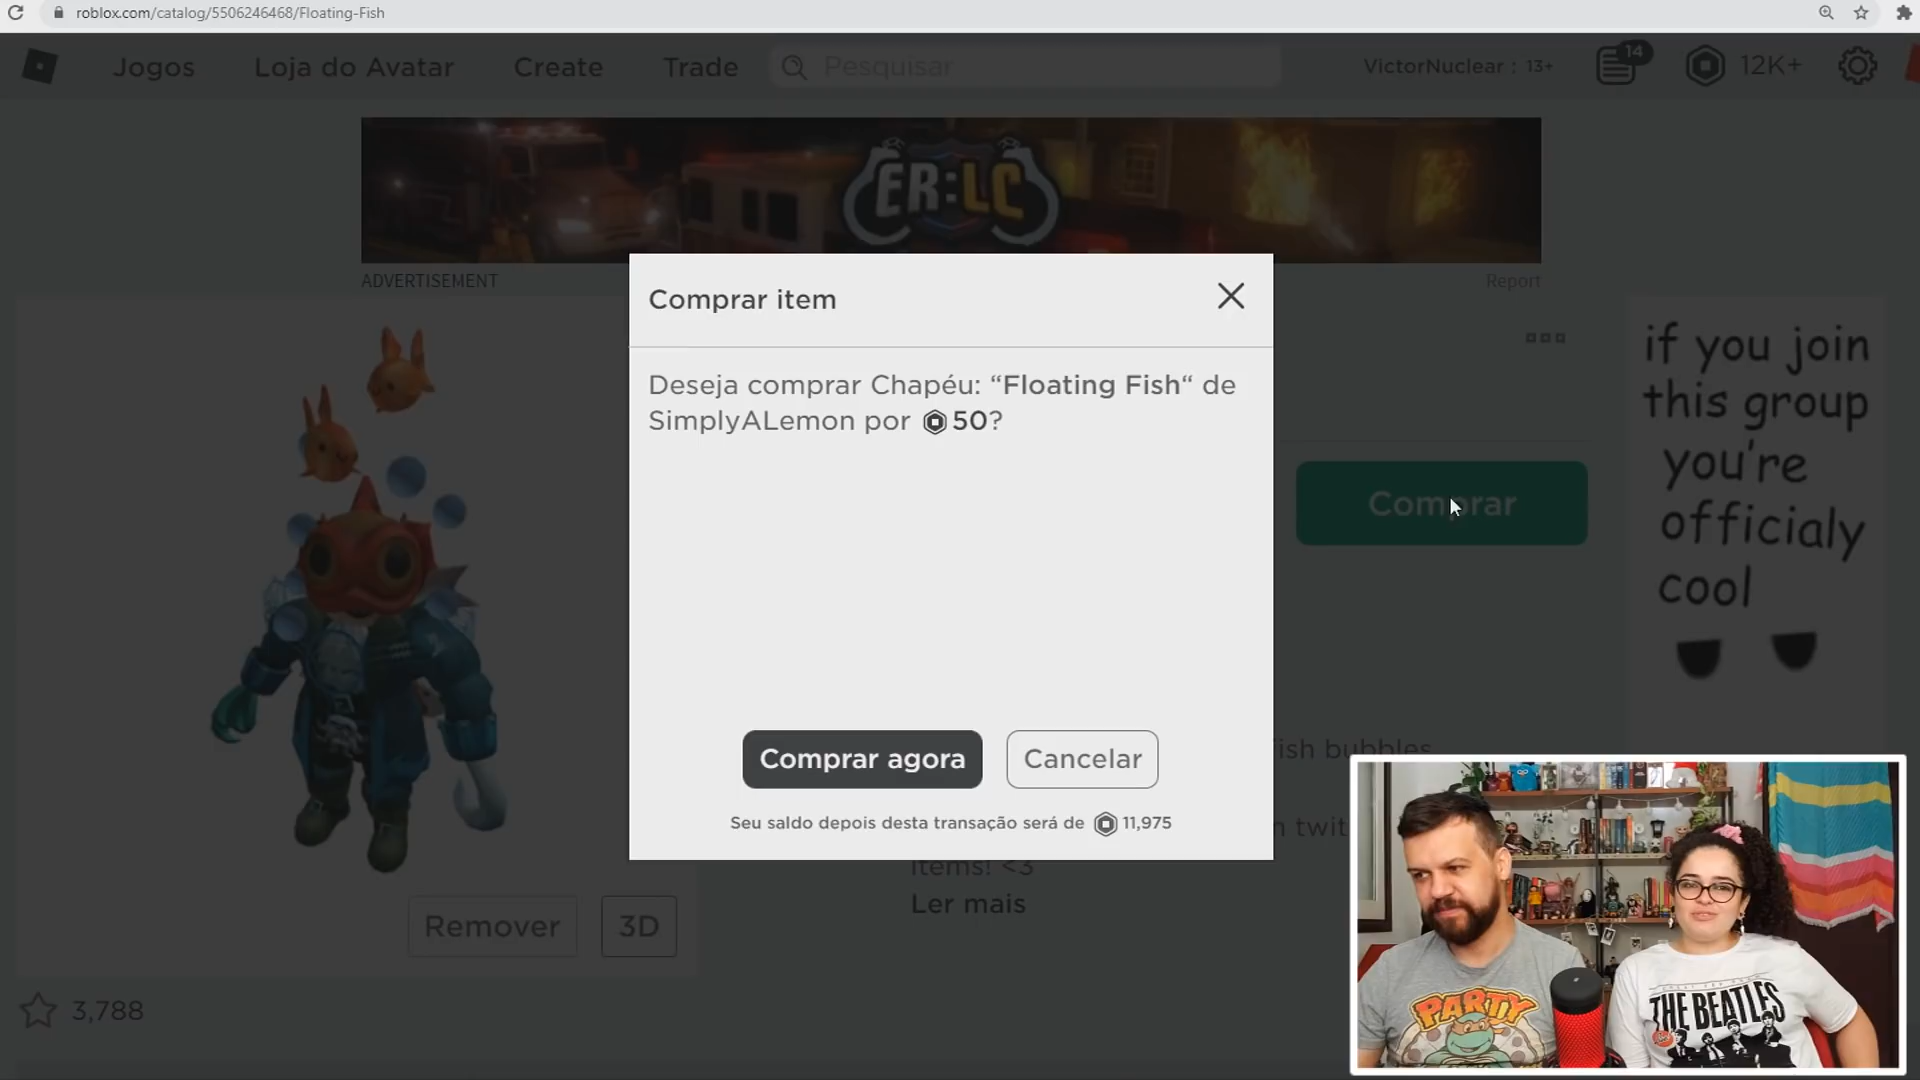 roblox.com/catalog/5506246468/Floating-Fish
Jogos
Loja do Avatar
Create
Trade
Pesquisar
VictorNuclear : 13+
14
12K+
ER:LC
ADVERTISEMENT
Report
Comprar item
Deseja comprar Chapéu: “Floating Fish“ de
SimplyALemon por 50?
Comprar agora
Cancelar
Seu saldo depois desta transação será de 11,975
Comprar
if you join
this group
you're
officialy
cool
fish bubbles
n twit
items! <3
Ler mais
Remover
3D
3,788
PARTY
THE BEATLES